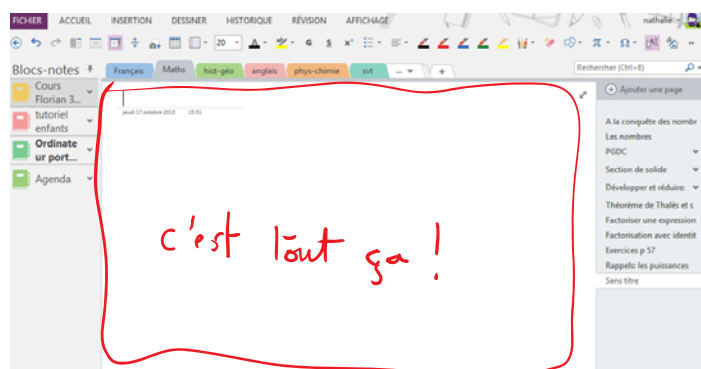 FICHIER ACCUEIL INSERTION DESSINER HISTORIQUE RÉVISION AFFICHAGE nathalie
20 A G S x
Blocs-notes Français Maths hist-géo anglais phys-chimie svt Rechercher (Ctrl+E)
Cours
Florian 3...
tutoriel
enfants
Ordinate
ur port...
Agenda
jeudi 17 octobre 2013 15:51
c'est tout ça !
Ajouter une page
A la conquête des nombr
Les nombres
PGDC
Section de solide
Développer et réduire:
Théorème de Thalès et s
Factoriser une expression
Factorisation avec identit
Exercices p 57
Rappels: les puissances
Sans titre